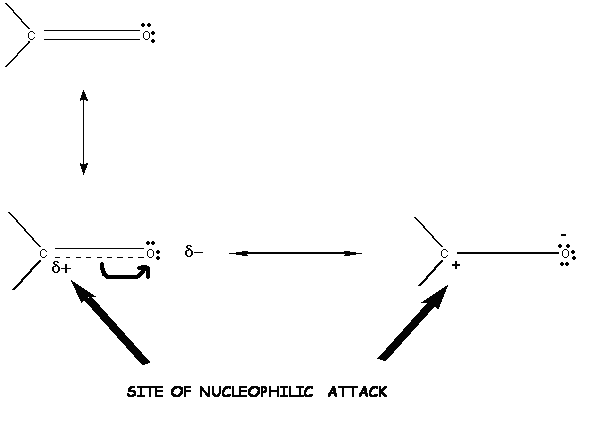 C O
C O δ−
δ+
-
C O
+
SITE OF NUCLEOPHILIC ATTACK